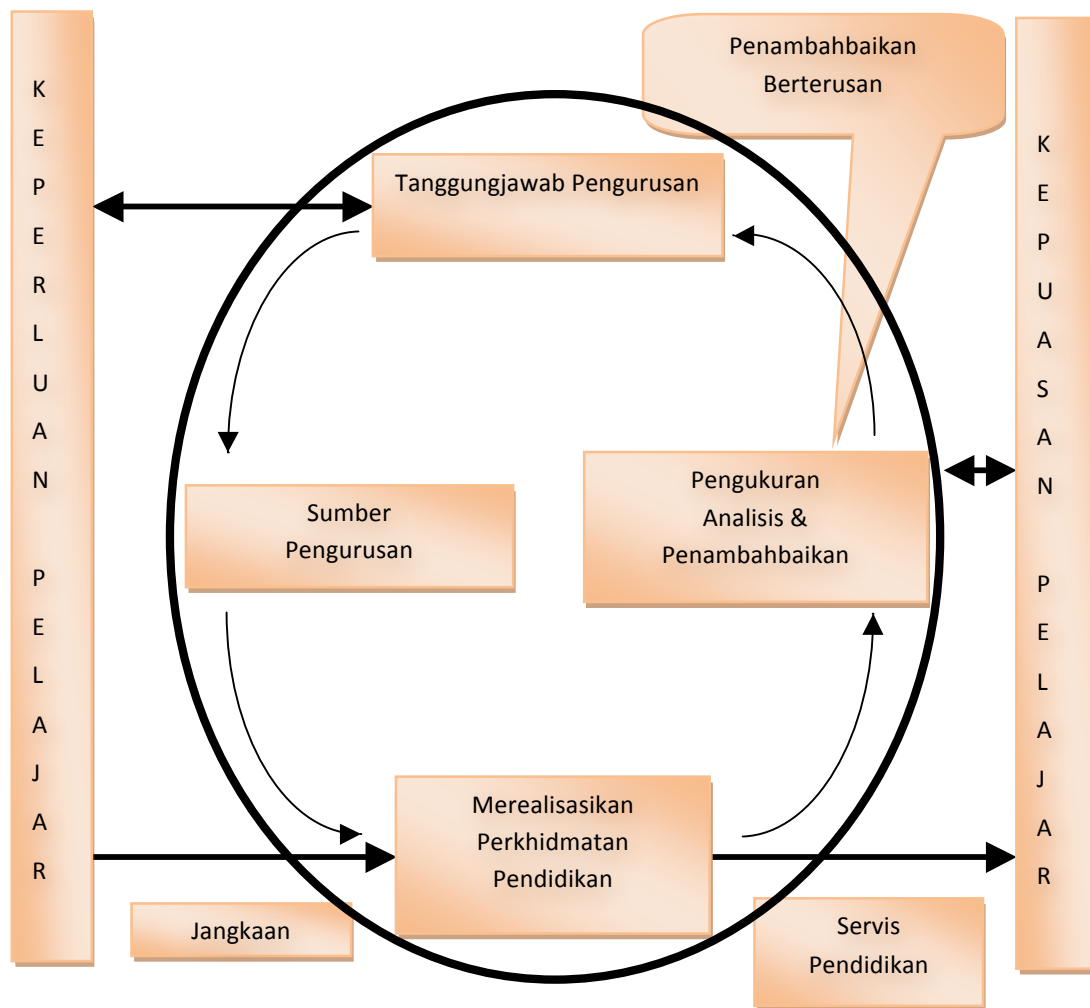 KEPERLUAN PELAJAR
Penambahbaikan
Berterusan
Tanggungjawab Pengurusan
Sumber
Pengurusan
Pengukuran
Analisis &
Penambahbaikan
Merealisasikan
Perkhidmatan
Pendidikan
Jangkaan
Servis
Pendidikan
KEPUASAN PELAJAR